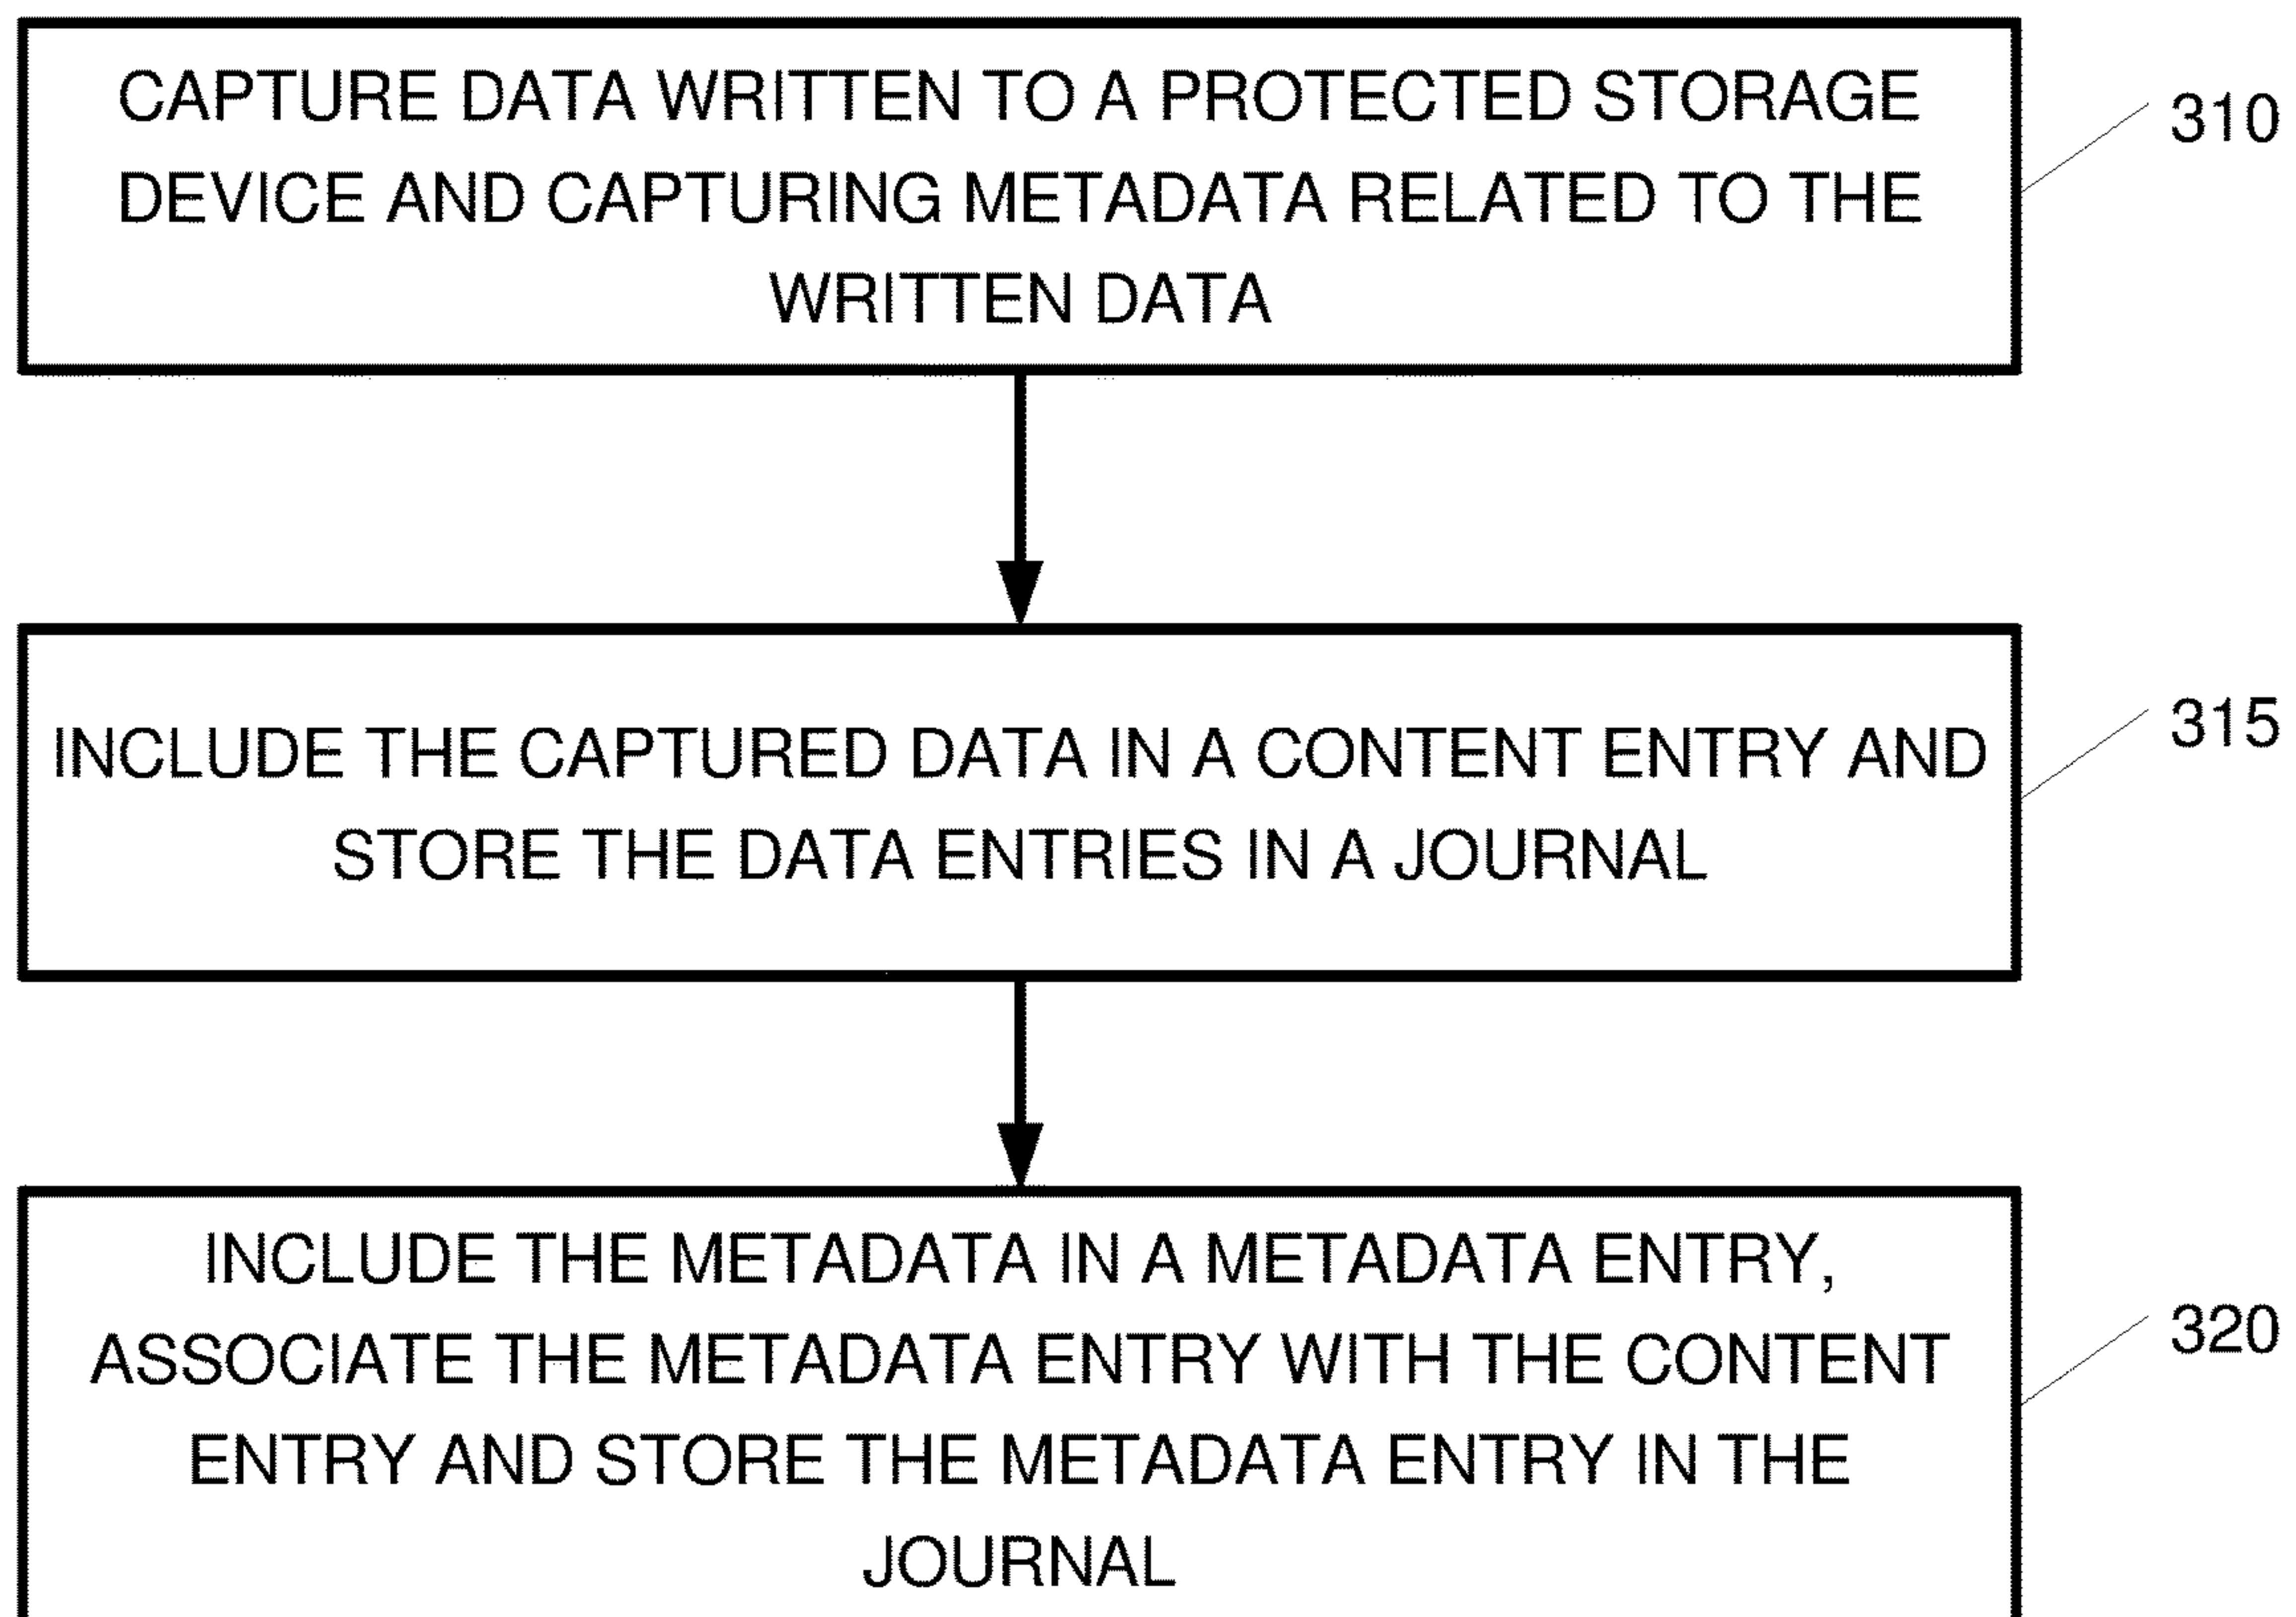 CAPTURE DATA WRITTEN TO A PROTECTED STORAGE
DEVICE AND CAPTURING METADATA RELATED TO THE
WRITTEN DATA
310
INCLUDE THE CAPTURED DATA IN A CONTENT ENTRY AND
STORE THE DATA ENTRIES IN A JOURNAL
315
INCLUDE THE METADATA IN A METADATA ENTRY,
ASSOCIATE THE METADATA ENTRY WITH THE CONTENT
ENTRY AND STORE THE METADATA ENTRY IN THE
JOURNAL
320